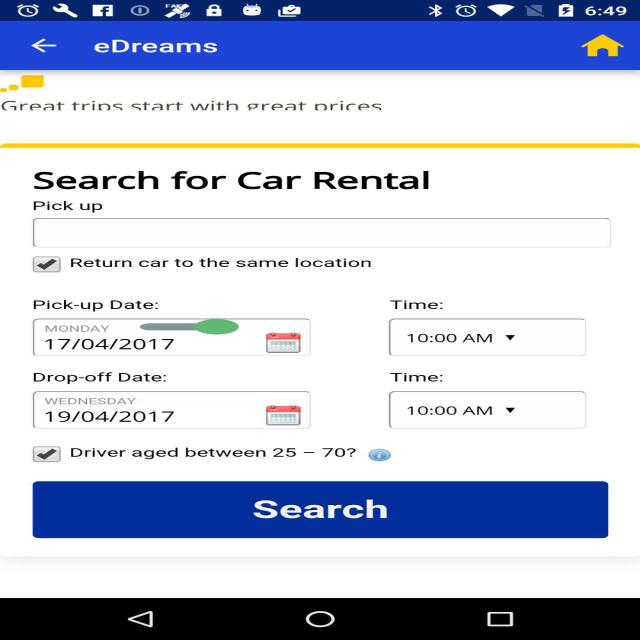 6:49
eDreams
Great trips start with great prices
Search for Car Rental
Pick up
Return car to the same location
Pick-up Date:
Time:
MONDAY
17/04/2017
10:00 AM
Drop-off Date:
Time:
WEDNESDAY
19/04/2017
10:00 AM
Driver aged between 25 – 70?
Search